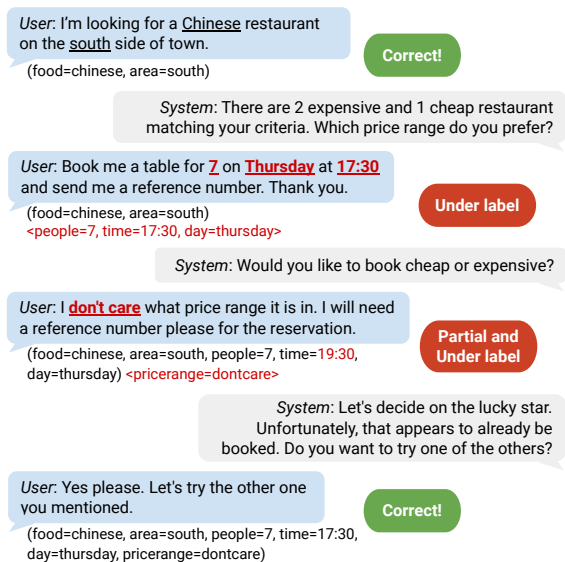 User: I'm looking for a Chinese restaurant
on the south side of town.
Correct!
(food=chinese, area=south)
System: There are 2 expensive and 1 cheap restaurant
matching your criteria. Which price range do you prefer?
User: Book me a table for 7 on Thursday at 17:30
and send me a reference number. Thank you.
Under label
(food=chinese, area=south)
<people=7, time=17:30, day=thursday>
System: Would you like to book cheap or expensive?
User: I don't care what price range it is in. I will need
a reference number please for the reservation.
Partial and
Under label
(food=chinese, area=south, people=7, time=19:30,
day=thursday) <pricerange=dontcare>
System: Let's decide on the lucky star.
Unfortunately, that appears to already be
booked. Do you want to try one of the others?
User: Yes please. Let's try the other one
you mentioned.
Correct!
(food=chinese, area=south, people=7, time=17:30,
day=thursday, pricerange=dontcare)